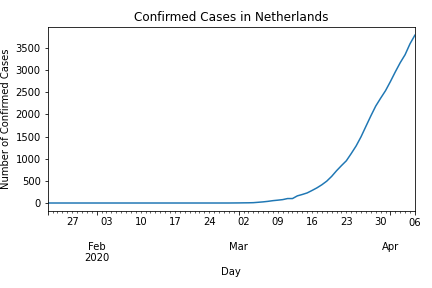 Confirmed Cases in Netherlands
Number of Confirmed Cases
3500
3000
2500
2000
1500
1000
500
0
27 03 10 17 24 02 09 16 23 30 06
Feb Mar Apr
2020
Day